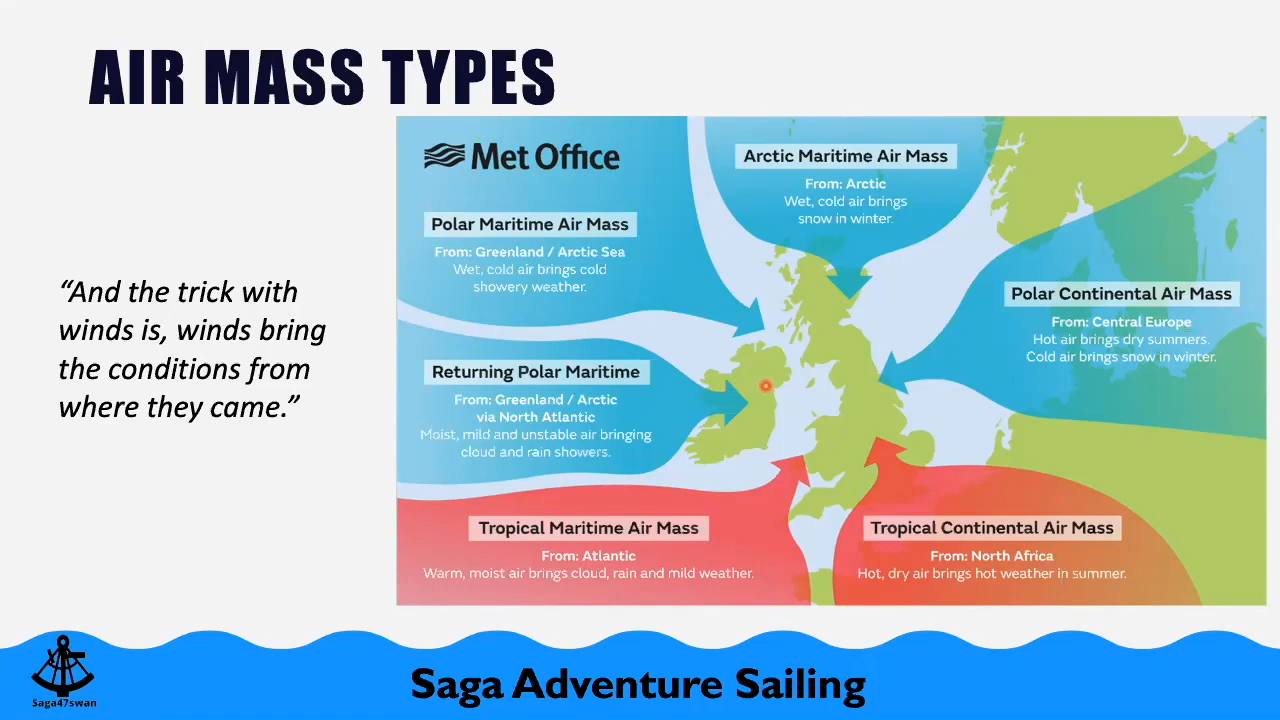 AIR MASS TYPES
Met Office
Arctic Maritime Air Mass
From: Arctic
Wet, cold air brings
snow in winter.
Polar Maritime Air Mass
From: Greenland / Arctic Sea
Wet, cold air brings cold
showery weather.
Polar Continental Air Mass
From: Central Europe
Hot air brings dry summers.
Cold air brings snow in winter.
“And the trick with
winds is, winds bring
the conditions from
where they came.”
Returning Polar Maritime
From: Greenland / Arctic
via North Atlantic
Moist, mild and unstable air bringing
cloud and rain showers.
Tropical Maritime Air Mass
From: Atlantic
Warm, moist air brings cloud, rain and mild weather.
Tropical Continental Air Mass
From: North Africa
Hot, dry air brings hot weather in summer.
Saga47swan
Saga Adventure Sailing